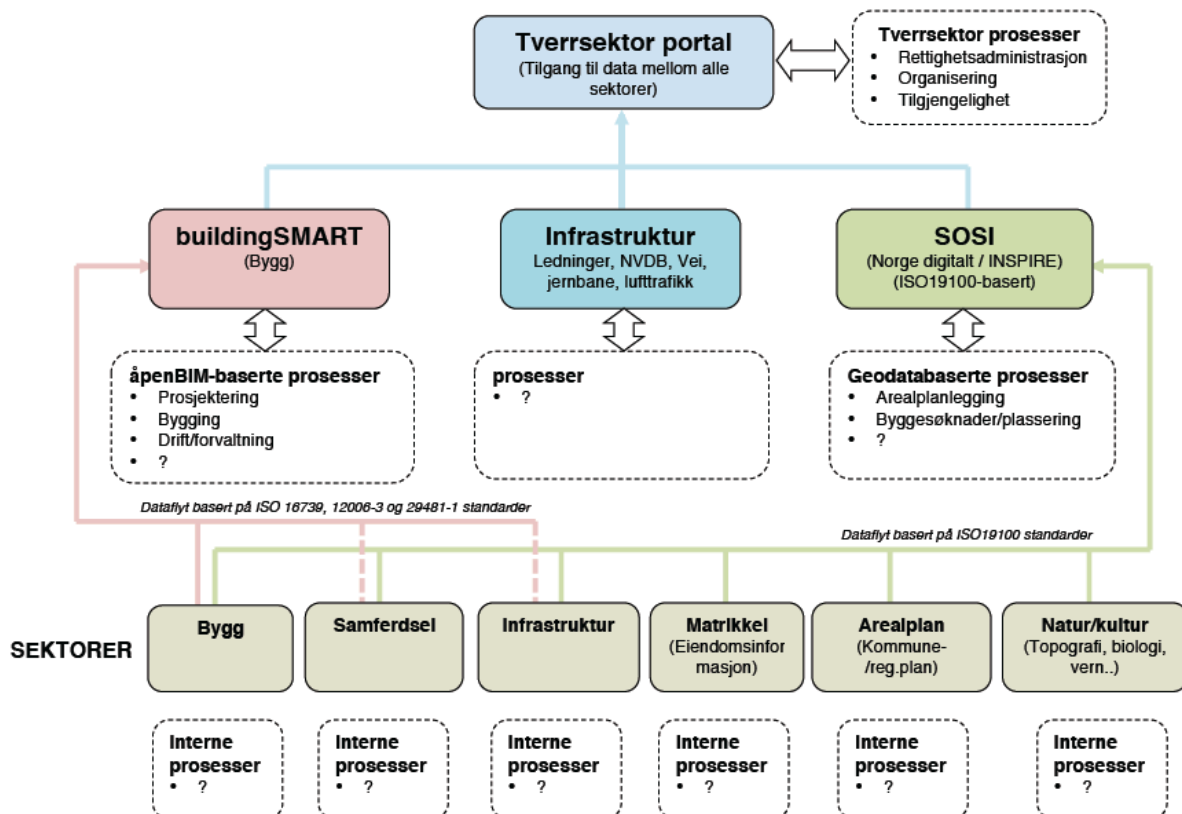 Tverrsektor portal
(Tilgang til data mellom alle
sektorer)
Tverrsektor prosesser
• Rettighetsadministrasjon
• Organisering
• Tilgjengelighet
buildingSMART
(Bygg)
Infrastruktur
Ledninger, NVDB, Vei,
jernbane, lufttrafikk
SOSI
(Norge digitalt / INSPIRE)
(ISO19100-basert)
åpenBIM-baserte prosesser
• Prosjektering
• Bygging
• Drift/forvaltning
• ?
prosesser
• ?
Geodatabaserte prosesser
• Arealplanlegging
• Byggesøknader/plassering
• ?
Dataflyt basert på ISO 16739, 12006-3 og 29481-1 standarder
Dataflyt basert på ISO19100 standarder
SEKTORER
Bygg
Samferdsel
Infrastruktur
Matrikkel
(Eiendomsinfor
masjon)
Arealplan
(Kommune-
/reg.plan)
Natur/kultur
(Topografi, biologi,
vern..)
Interne
prosesser
• ?
Interne
prosesser
• ?
Interne
prosesser
• ?
Interne
prosesser
• ?
Interne
prosesser
• ?
Interne
prosesser
• ?